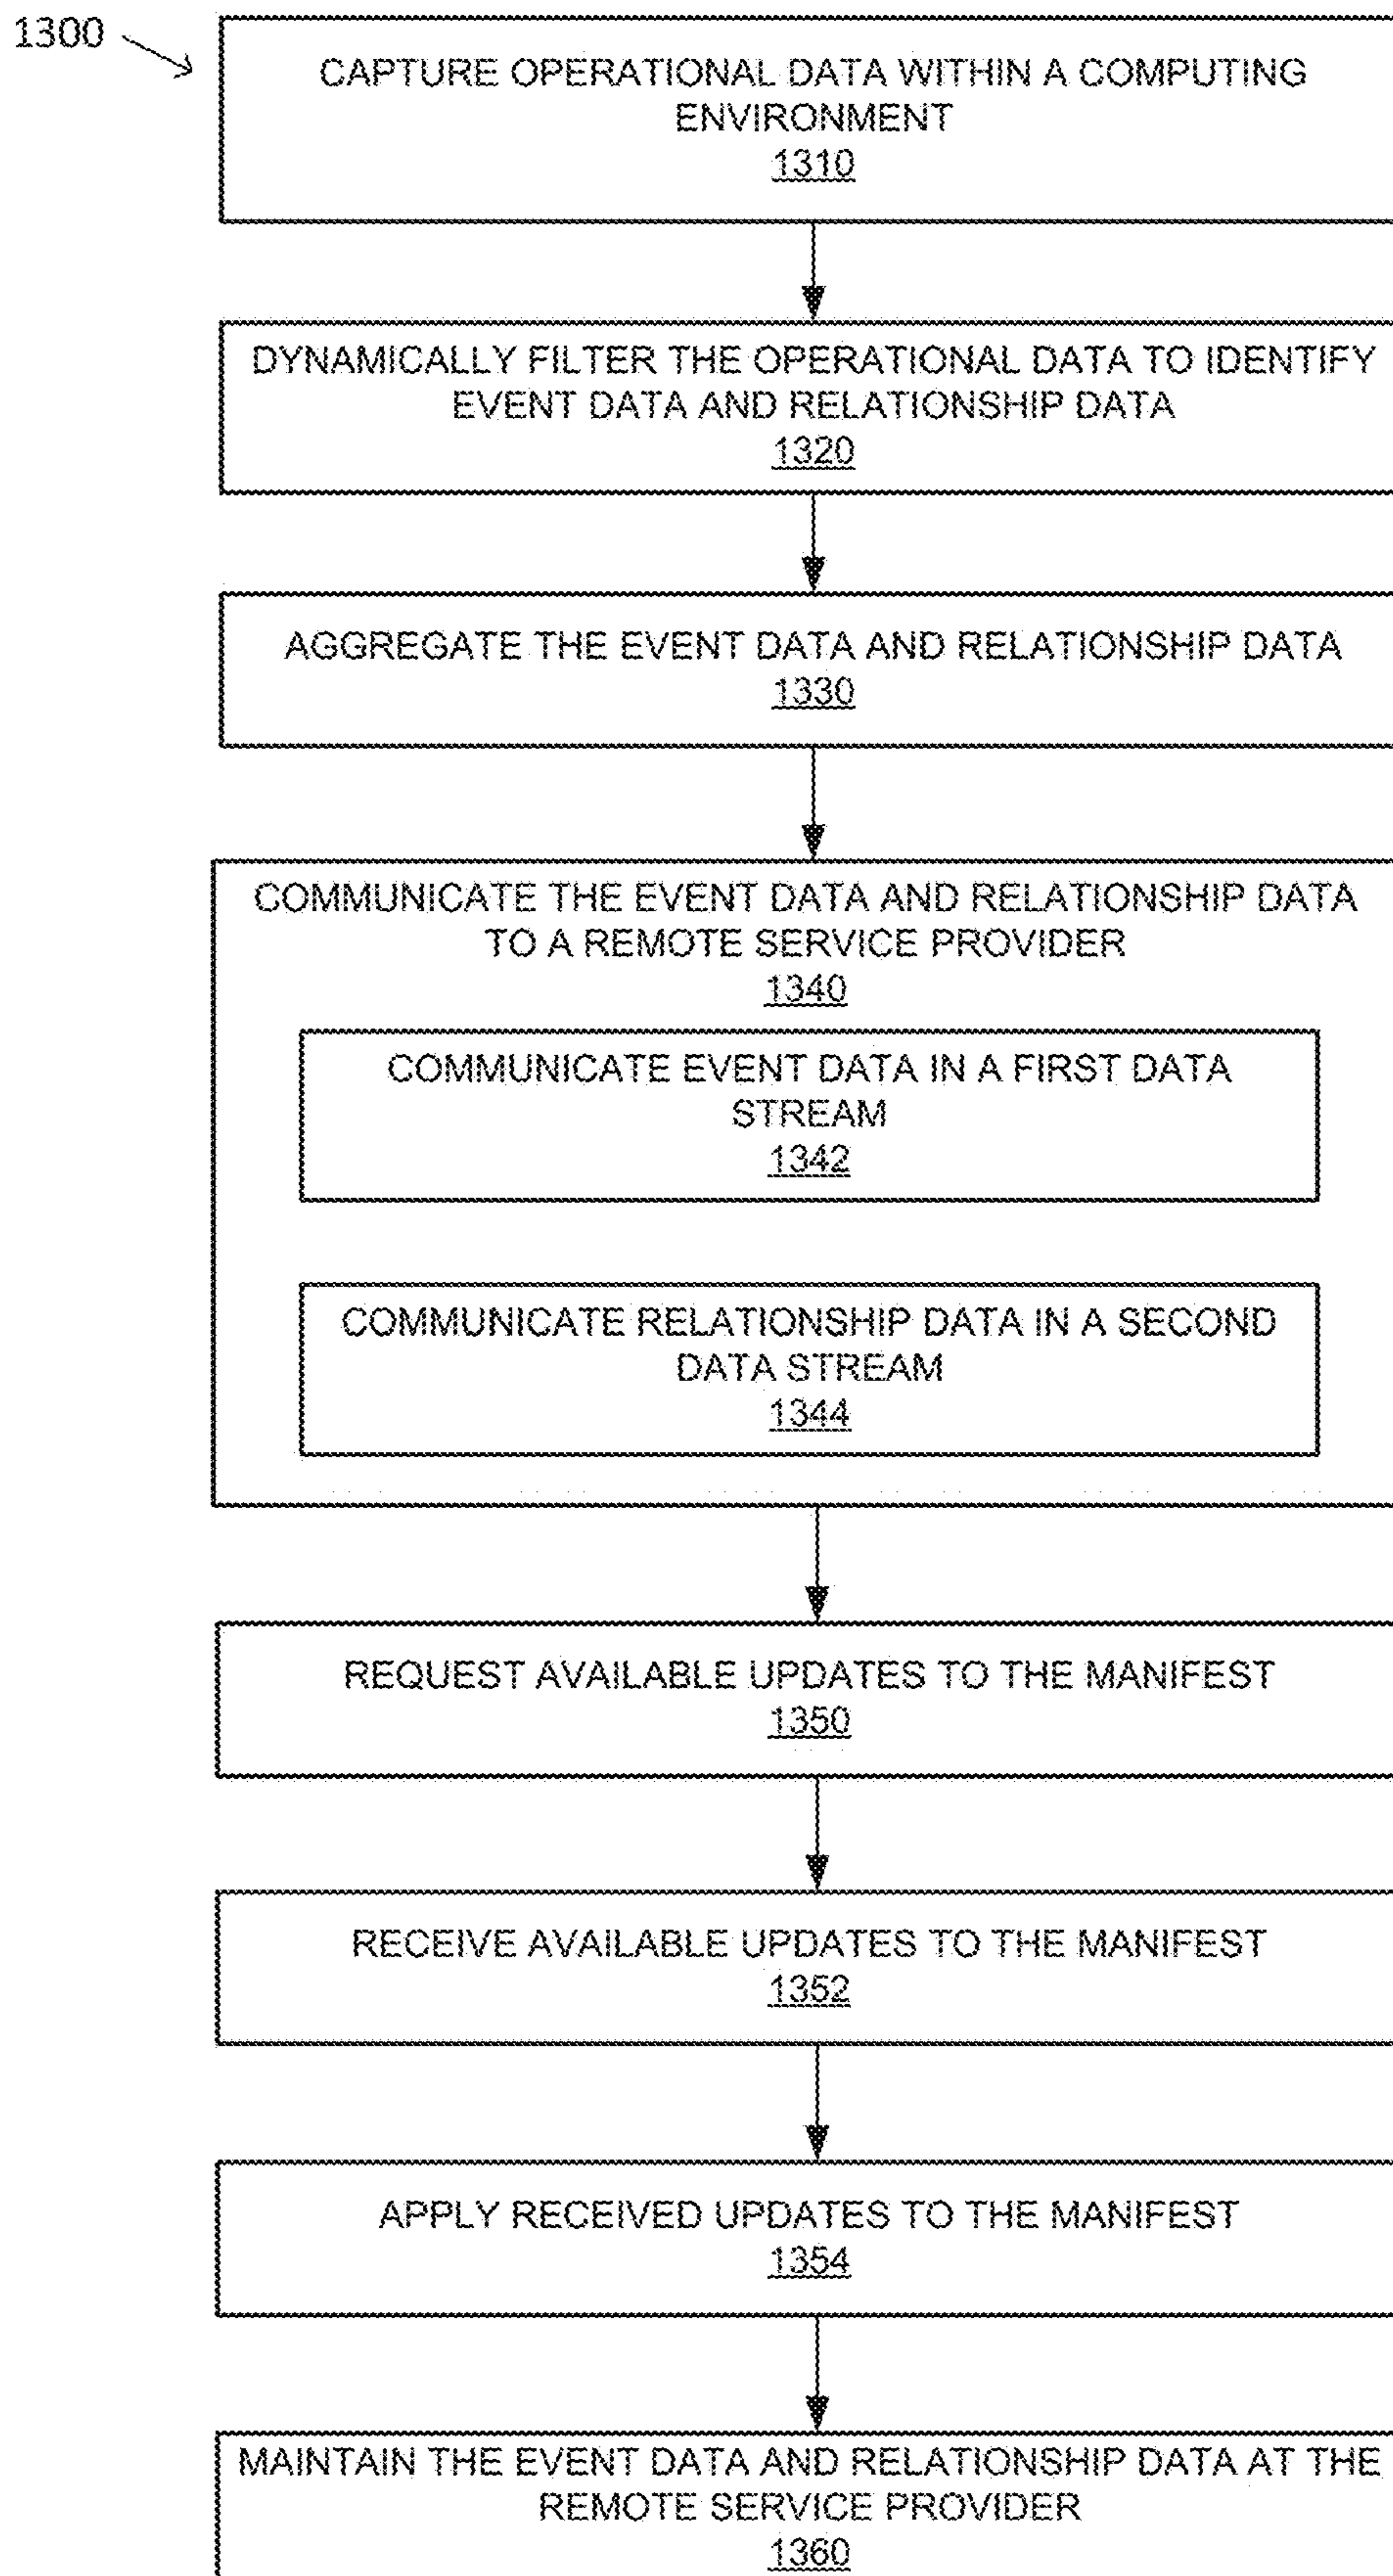 1300
CAPTURE OPERATIONAL DATA WITHIN A COMPUTING
ENVIRONMENT
1310
DYNAMICALLY FILTER THE OPERATIONAL DATA TO IDENTIFY
EVENT DATA AND RELATIONSHIP DATA
1320
AGGREGATE THE EVENT DATA AND RELATIONSHIP DATA
1330
COMMUNICATE THE EVENT DATA AND RELATIONSHIP DATA
TO A REMOTE SERVICE PROVIDER
1340
COMMUNICATE EVENT DATA IN A FIRST DATA
STREAM
1342
COMMUNICATE RELATIONSHIP DATA IN A SECOND
DATA STREAM
1344
REQUEST AVAILABLE UPDATES TO THE MANIFEST
1350
RECEIVE AVAILABLE UPDATES TO THE MANIFEST
1352
APPLY RECEIVED UPDATES TO THE MANIFEST
1354
MAINTAIN THE EVENT DATA AND RELATIONSHIP DATA AT THE
REMOTE SERVICE PROVIDER
1360